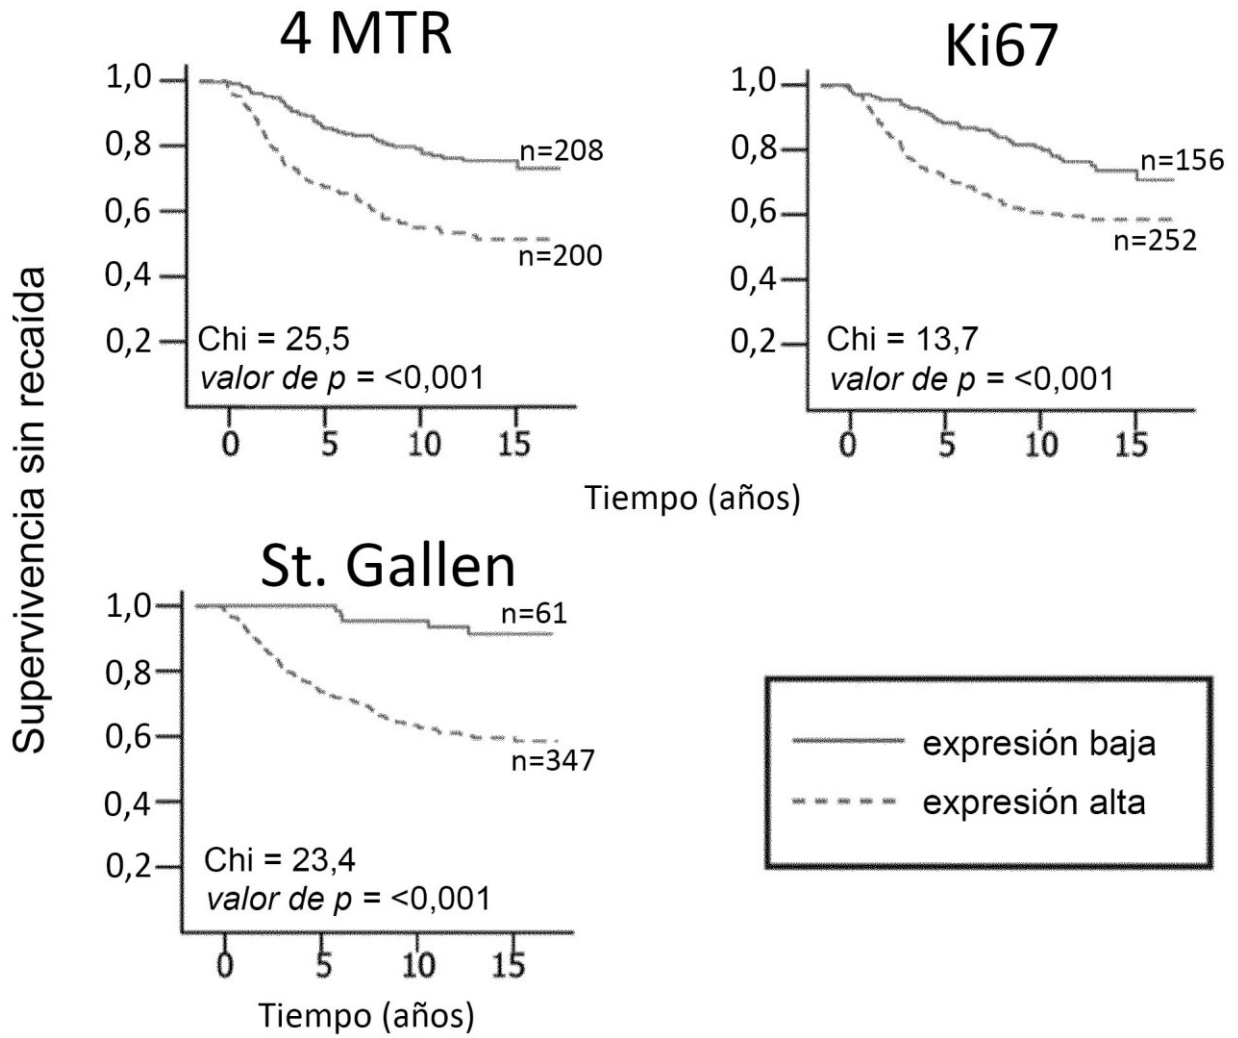 4 MTR
1,0
0,8
0,6
0,4
0,2
n=208
n=200
Chi = 25,5
valor de p = <0,001
0 5 10 15
Ki67
1,0
0,8
0,6
0,4
0,2
n=156
n=252
Chi = 13,7
valor de p = <0,001
0 5 10 15
Tiempo (años)
Supervivencia sin recaída
St. Gallen
1,0
0,8
0,6
0,4
0,2
n=61
n=347
Chi = 23,4
valor de p = <0,001
0 5 10 15
Tiempo (años)
expresión baja
expresión alta